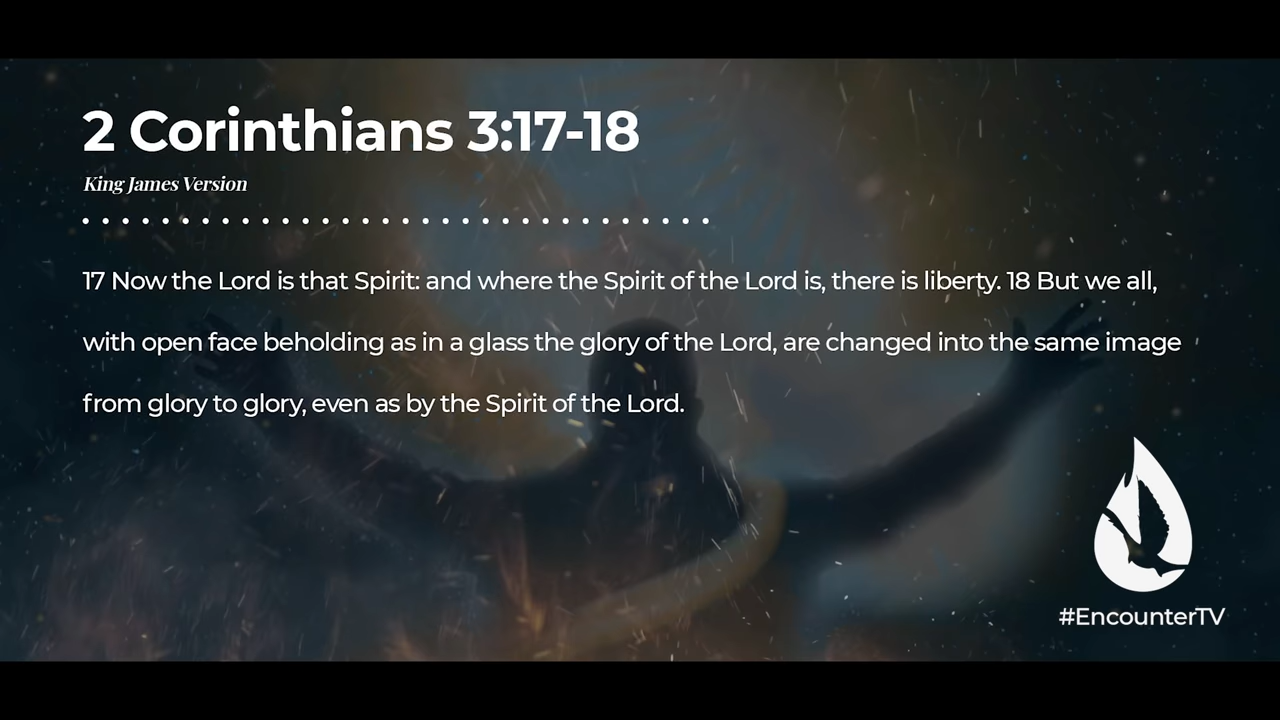 2 Corinthians 3:17-18
King James Version
17 Now the Lord is that Spirit: and where the Spirit of the Lord is, there is liberty. 18 But we all,
with open face beholding as in a glass the glory of the Lord, are changed into the same image
from glory to glory, even as by the Spirit of the Lord.
#EncounterTV